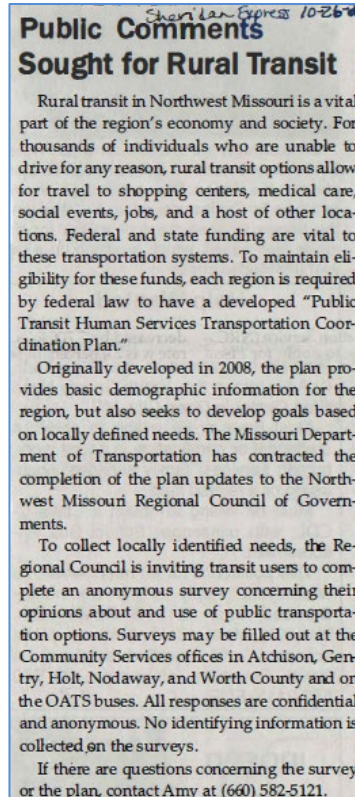 Sheridan Express 10-26-
Public Comments
Sought for Rural Transit
Rural transit in Northwest Missouri is a vital
part of the region's economy and society. For
thousands of individuals who are unable to
drive for any reason, rural transit options allow
for travel to shopping centers, medical care,
social events, jobs, and a host of other loca-
tions. Federal and state funding are vital to
these transportation systems. To maintain eli-
gibility for these funds, each region is required
by federal law to have a developed "Public
Transit Human Services Transportation Coor-
dination Plan."
Originally developed in 2008, the plan pro-
vides basic demographic information for the
region, but also seeks to develop goals based
on locally defined needs. The Missouri Depart-
ment of Transportation has contracted the
completion of the plan updates to the North-
west Missouri Regional Council of Govern-
ments.
To collect locally identified needs, the Re-
gional Council is inviting transit users to com-
plete an anonymous survey concerning their
opinions about and use of public transporta-
tion options. Surveys may be filled out at the
Community Services offices in Atchison, Gen-
try, Holt, Nodaway, and Worth County and on
the OATS buses. All responses are confidential
and anonymous. No identifying information is
collected on the surveys.
If there are questions concerning the survey
or the plan, contact Amy at (660) 582-5121.